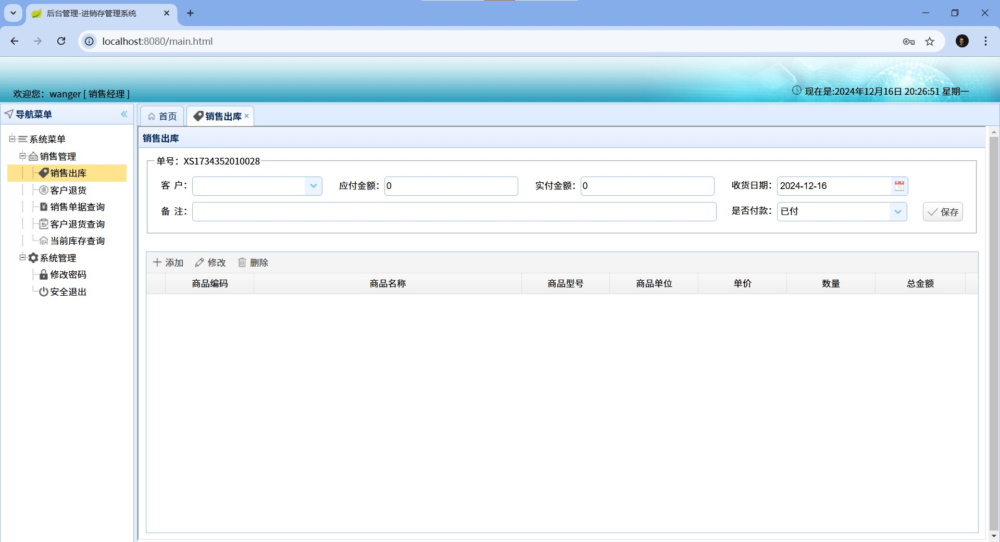 后台管理-进销存管理系统
localhost:8080/main.html
欢迎您：wanger [ 销售经理 ]
现在是:2024年12月16日 20:26:51 星期一
导航菜单
首页
销售出库
系统菜单
销售管理
销售出库
客户退货
销售单据查询
客户退货查询
当前库存查询
系统管理
修改密码
安全退出
销售出库
单号：XS1734352010028
客 户：
应付金额：0
实付金额：0
收货日期：2024-12-16
备 注：
是否付款：已付
保存
添加 修改 删除
商品编码 商品名称 商品型号 商品单位 单价 数量 总金额